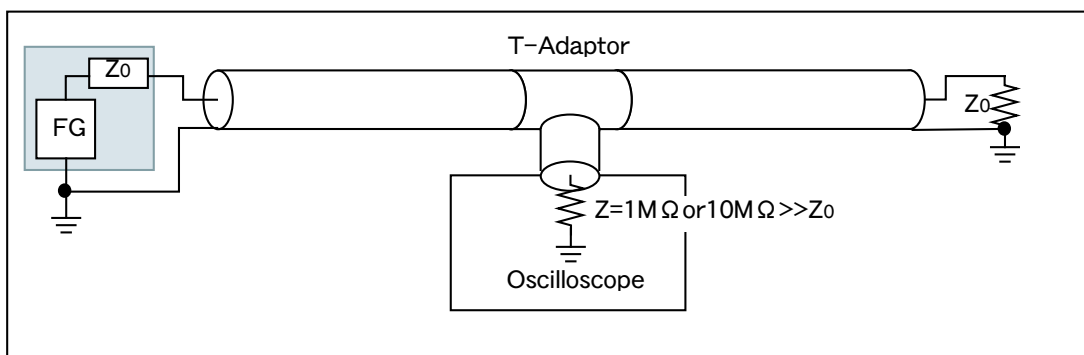 T-Adaptor
Z0
FG
Z0
Z=1MΩor10MΩ>>Z0
Oscilloscope